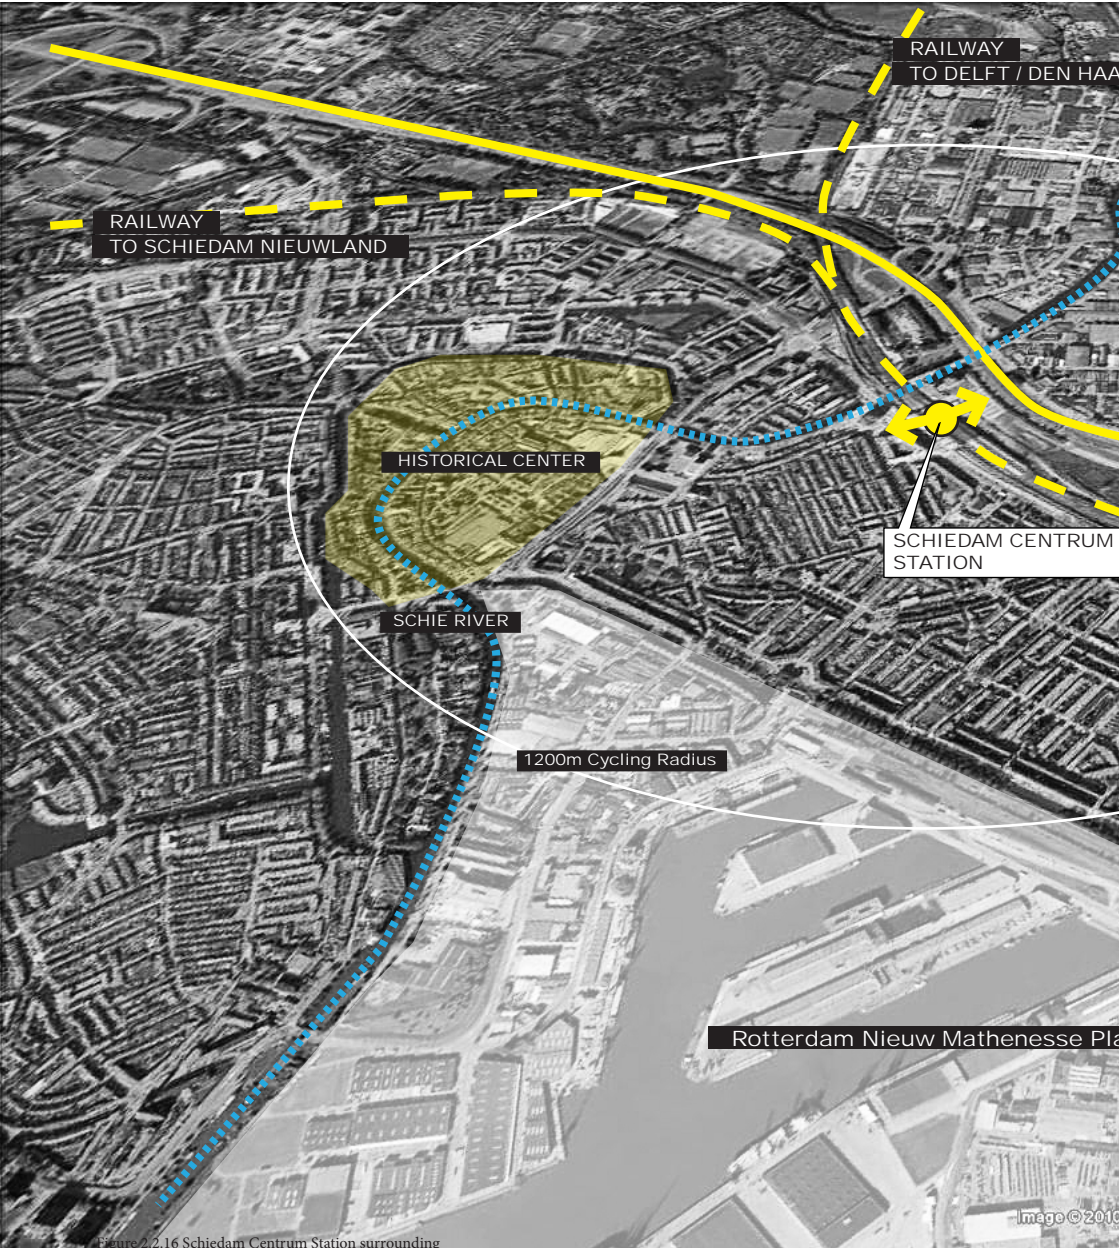 RAILWAY
TO DELFT / DEN HAA
RAILWAY
TO SCHIEDAM NIEUWLAND
HISTORICAL CENTER
SCHIEDAM CENTRUM
STATION
SCHIE RIVER
1200m Cycling Radius
Rotterdam Nieuw Mathenesse Pla
Image © 2010
Figure 2.2.16 Schiedam Centrum Station surrounding